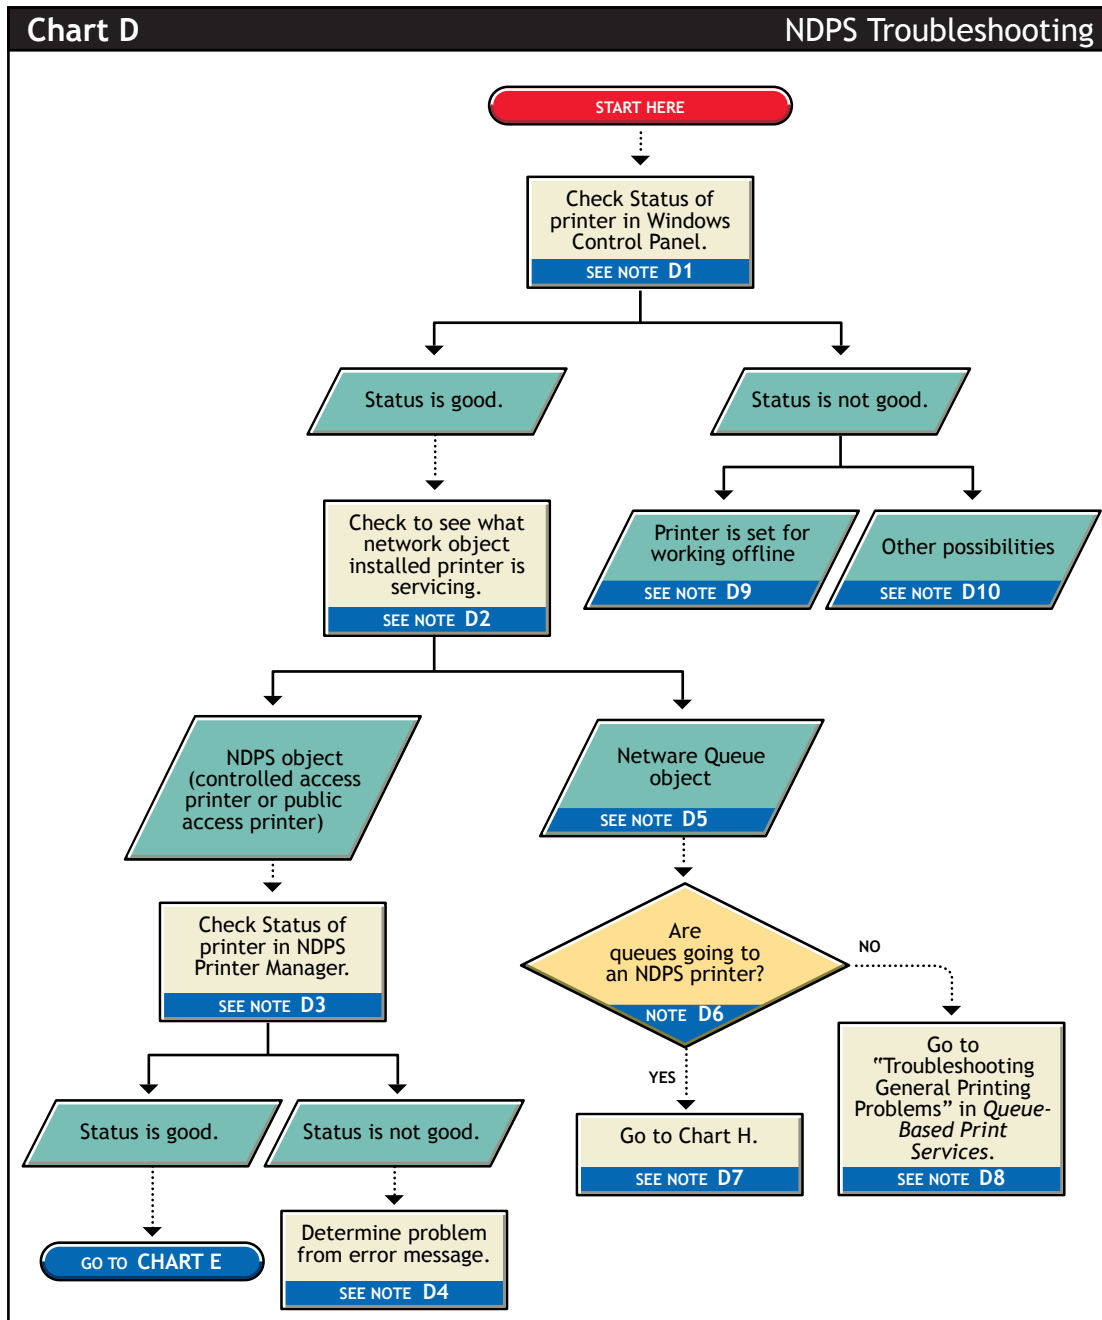 Chart D
NDPS Troubleshooting
START HERE
Check Status of
printer in Windows
Control Panel.
SEE NOTE D1
Status is good.
Status is not good.
Check to see what
network object
installed printer is
servicing.
SEE NOTE D2
Printer is set for
working offline
SEE NOTE D9
Other possibilities
SEE NOTE D10
NDPS object
(controlled access
printer or public
access printer)
Netware Queue
object
SEE NOTE D5
Check Status of
printer in NDPS
Printer Manager.
SEE NOTE D3
Are
queues going to
an NDPS printer?
NOTE D6
NO
YES
Go to
“Troubleshooting
General Printing
Problems” in Queue-
Based Print
Services.
SEE NOTE D8
Go to Chart H.
SEE NOTE D7
Status is good.
Status is not good.
GO TO CHART E
Determine problem
from error message.
SEE NOTE D4